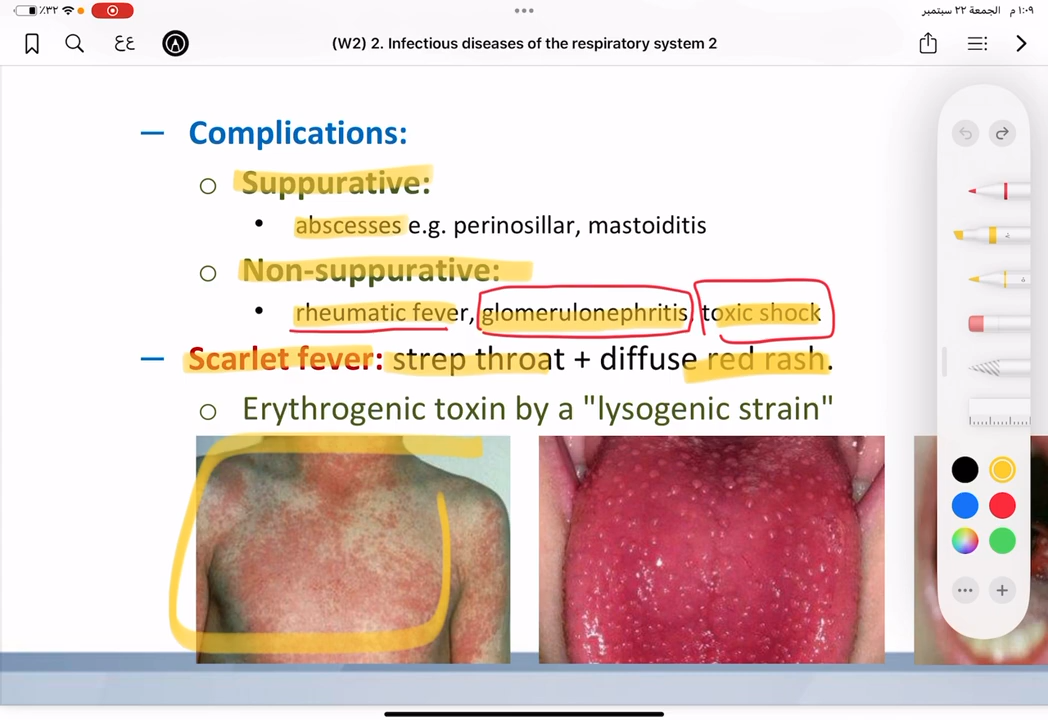 ٪٣٢
١:٠٩ م الجمعة ٢٢ سبتمبر
ع ع
(W2) 2. Infectious diseases of the respiratory system 2
— Complications:
○ Suppurative:
• abscesses e.g. perinosillar, mastoiditis
○ Non-suppurative:
• rheumatic fever, glomerulonephritis, toxic shock
— Scarlet fever: strep throat + diffuse red rash.
○ Erythrogenic toxin by a "lysogenic strain"